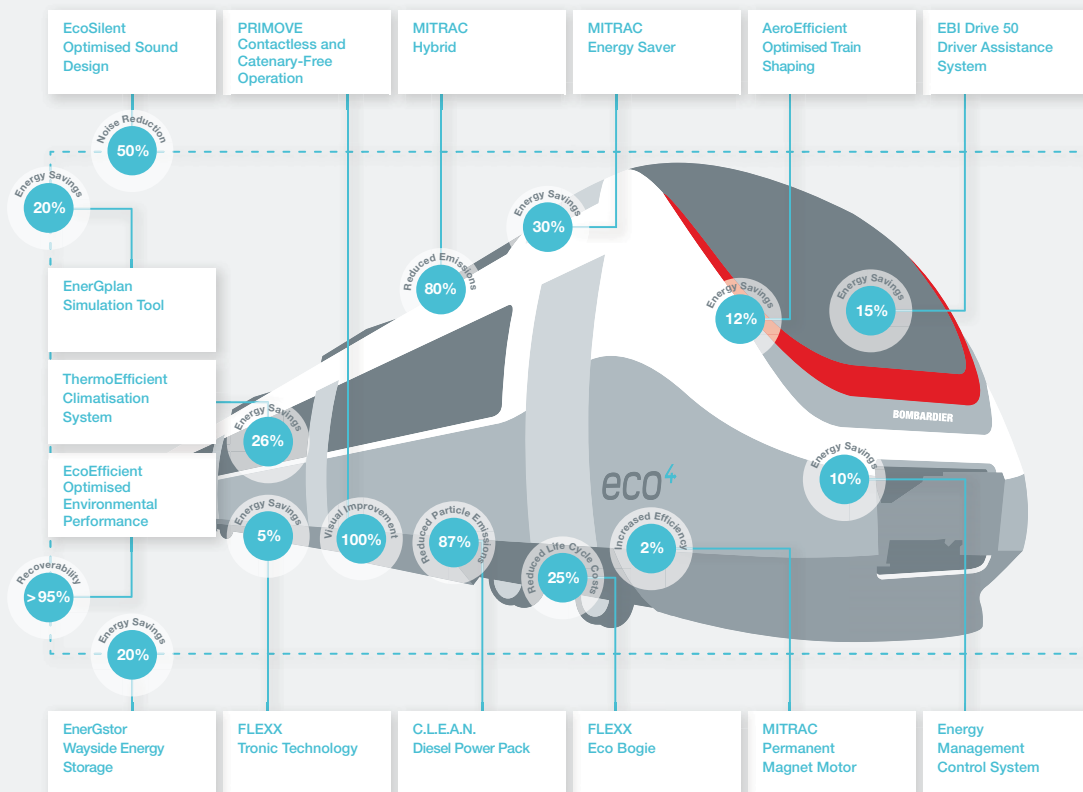 EcoSilent
Optimised Sound
Design
PRIMOVE
Contactless and
Catenary-Free
Operation
MITRAC
Hybrid
MITRAC
Energy Saver
AeroEfficient
Optimised Train
Shaping
EBI Drive 50
Driver Assistance
System
Noise Reduction
50%
Energy Savings
20%
Energy Savings
30%
Reduced Emissions
80%
Energy Savings
12%
Energy Savings
15%
EnerGplan
Simulation Tool
ThermoEfficient
Climatisation
System
Energy Savings
26%
BOMBARDIER
EcoEfficient
Optimised
Environmental
Performance
eco4
Energy Savings
10%
Energy Savings
5%
Visual Improvement
100%
Reduced Particle Emissions
87%
Increased Efficiency
2%
Reduced Life Cycle Costs
25%
Recoverability
>95%
Energy Savings
20%
EnerGstor
Wayside Energy
Storage
FLEXX
Tronic Technology
C.L.E.A.N.
Diesel Power Pack
FLEXX
Eco Bogie
MITRAC
Permanent
Magnet Motor
Energy
Management
Control System